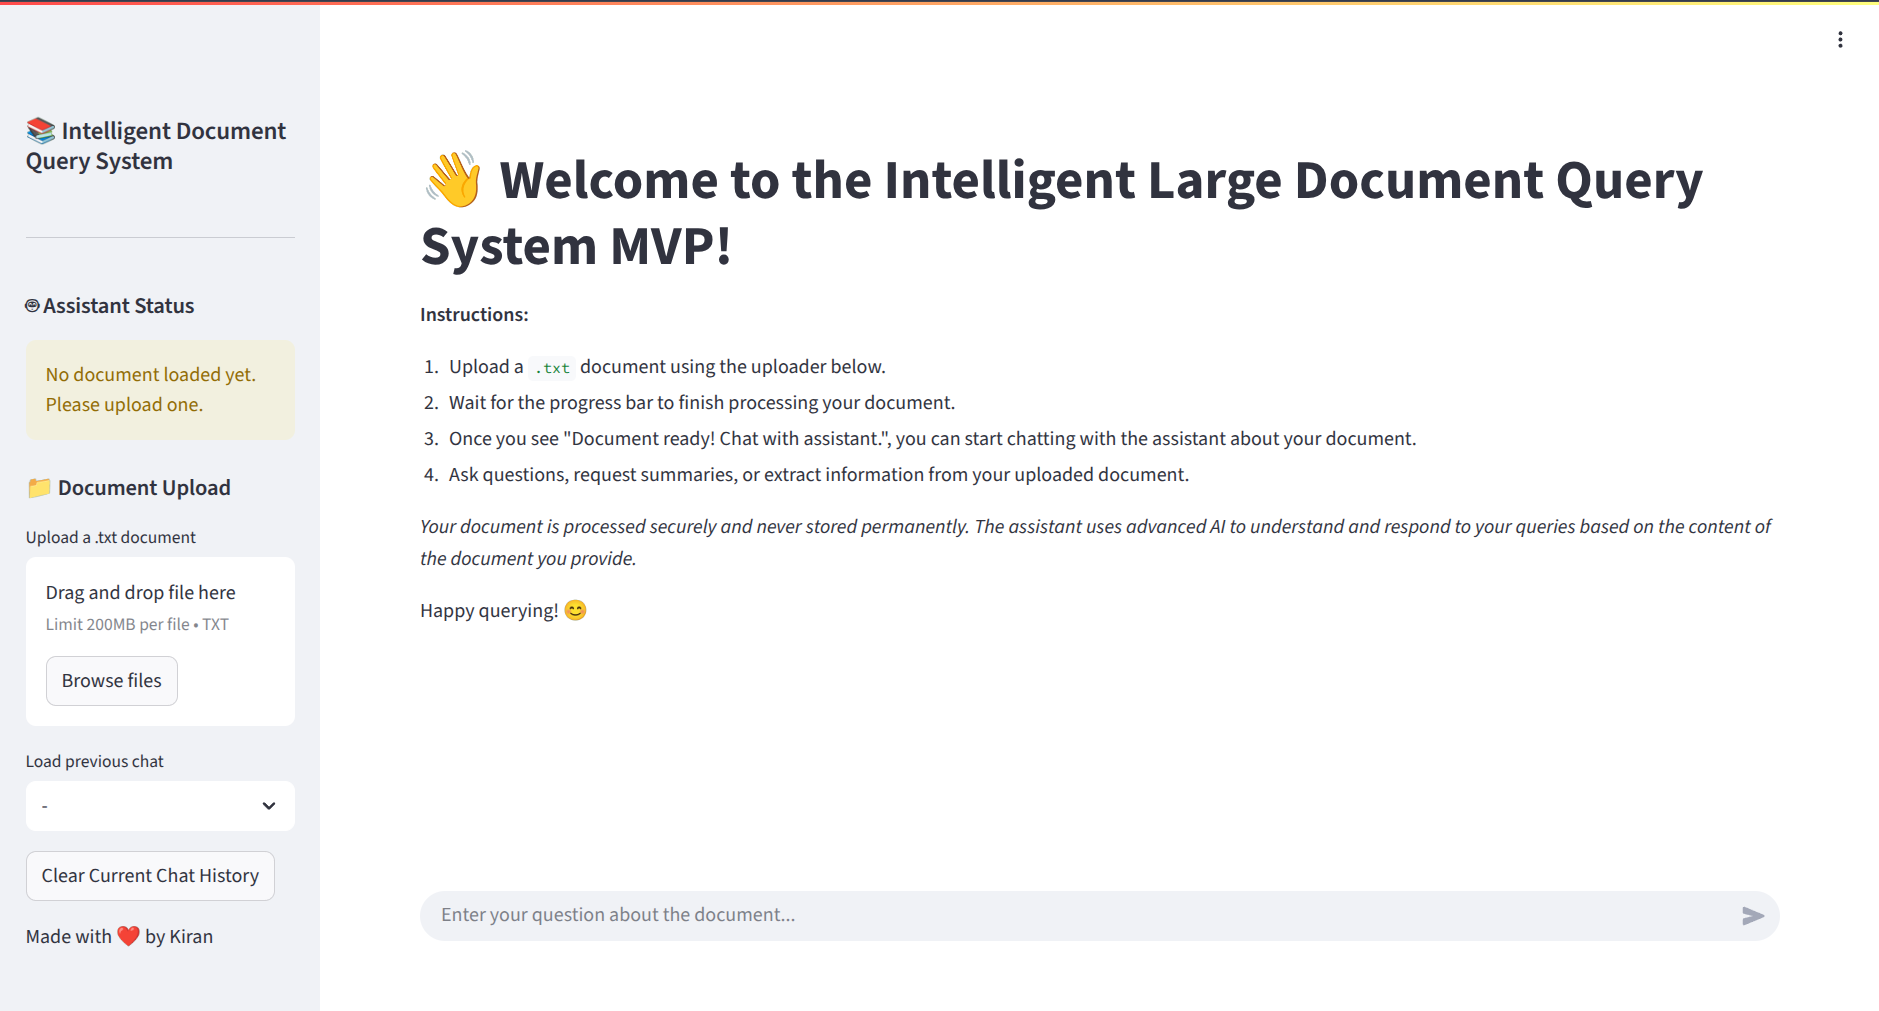 📚 Intelligent Document
Query System
Assistant Status
No document loaded yet.
Please upload one.
📁 Document Upload
Upload a .txt document
Drag and drop file here
Limit 200MB per file • TXT
Browse files
Load previous chat
-
Clear Current Chat History
Made with ❤️ by Kiran
👋 Welcome to the Intelligent Large Document Query
System MVP!
Instructions:
1. Upload a .txt document using the uploader below.
2. Wait for the progress bar to finish processing your document.
3. Once you see "Document ready! Chat with assistant.", you can start chatting with the assistant about your document.
4. Ask questions, request summaries, or extract information from your uploaded document.
Your document is processed securely and never stored permanently. The assistant uses advanced AI to understand and respond to your queries based on the content of
the document you provide.
Happy querying! 😊
Enter your question about the document...